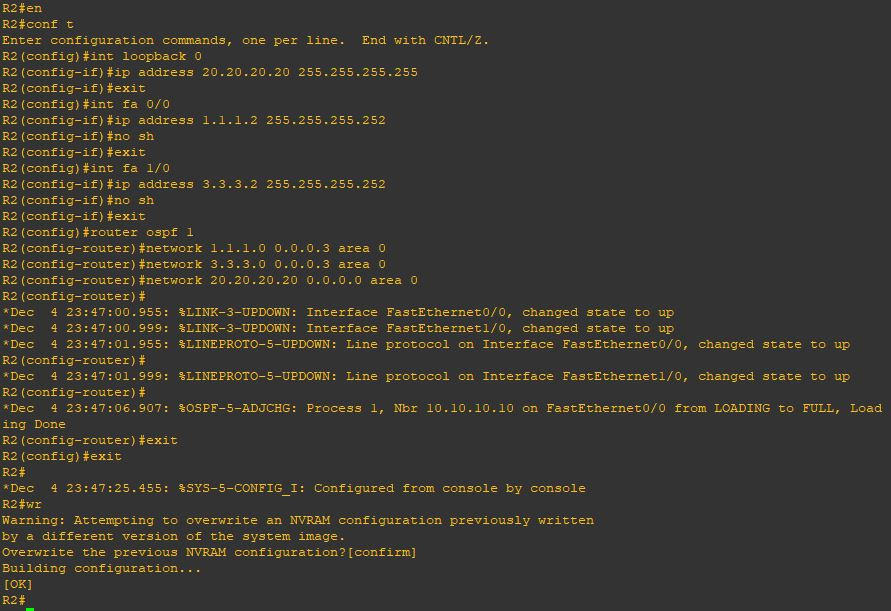 R2#en
R2#conf t
Enter configuration commands, one per line.  End with CNTL/Z.
R2(config)#int loopback 0
R2(config-if)#ip address 20.20.20.20 255.255.255.255
R2(config-if)#exit
R2(config)#int fa 0/0
R2(config-if)#ip address 1.1.1.2 255.255.255.252
R2(config-if)#no sh
R2(config-if)#exit
R2(config)#int fa 1/0
R2(config-if)#ip address 3.3.3.2 255.255.255.252
R2(config-if)#no sh
R2(config-if)#exit
R2(config)#router ospf 1
R2(config-router)#network 1.1.1.0 0.0.0.3 area 0
R2(config-router)#network 3.3.3.0 0.0.0.3 area 0
R2(config-router)#network 20.20.20.20 0.0.0.0 area 0
R2(config-router)#
*Dec  4 23:47:00.955: %LINK-3-UPDOWN: Interface FastEthernet0/0, changed state to up
*Dec  4 23:47:00.999: %LINK-3-UPDOWN: Interface FastEthernet1/0, changed state to up
*Dec  4 23:47:01.955: %LINEPROTO-5-UPDOWN: Line protocol on Interface FastEthernet0/0, changed state to up
R2(config-router)#
*Dec  4 23:47:01.999: %LINEPROTO-5-UPDOWN: Line protocol on Interface FastEthernet1/0, changed state to up
R2(config-router)#
*Dec  4 23:47:06.907: %OSPF-5-ADJCHG: Process 1, Nbr 10.10.10.10 on FastEthernet0/0 from LOADING to FULL, Load
ing Done
R2(config-router)#exit
R2(config)#exit
R2#
*Dec  4 23:47:25.455: %SYS-5-CONFIG_I: Configured from console by console
R2#wr
Warning: Attempting to overwrite an NVRAM configuration previously written
by a different version of the system image.
Overwrite the previous NVRAM configuration?[confirm]
Building configuration...
[OK]
R2#